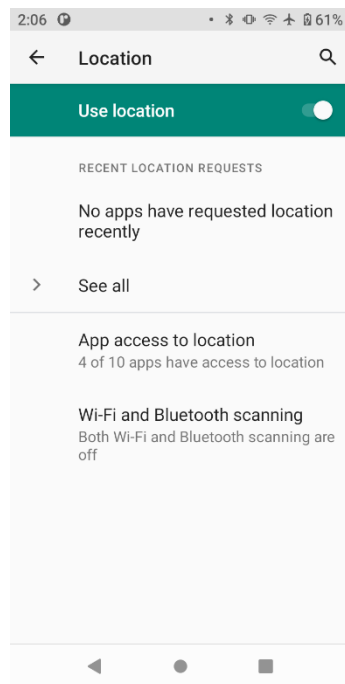 2:06 61%
Location
Use location
RECENT LOCATION REQUESTS
No apps have requested location
recently
See all
App access to location
4 of 10 apps have access to location
Wi-Fi and Bluetooth scanning
Both Wi-Fi and Bluetooth scanning are
off